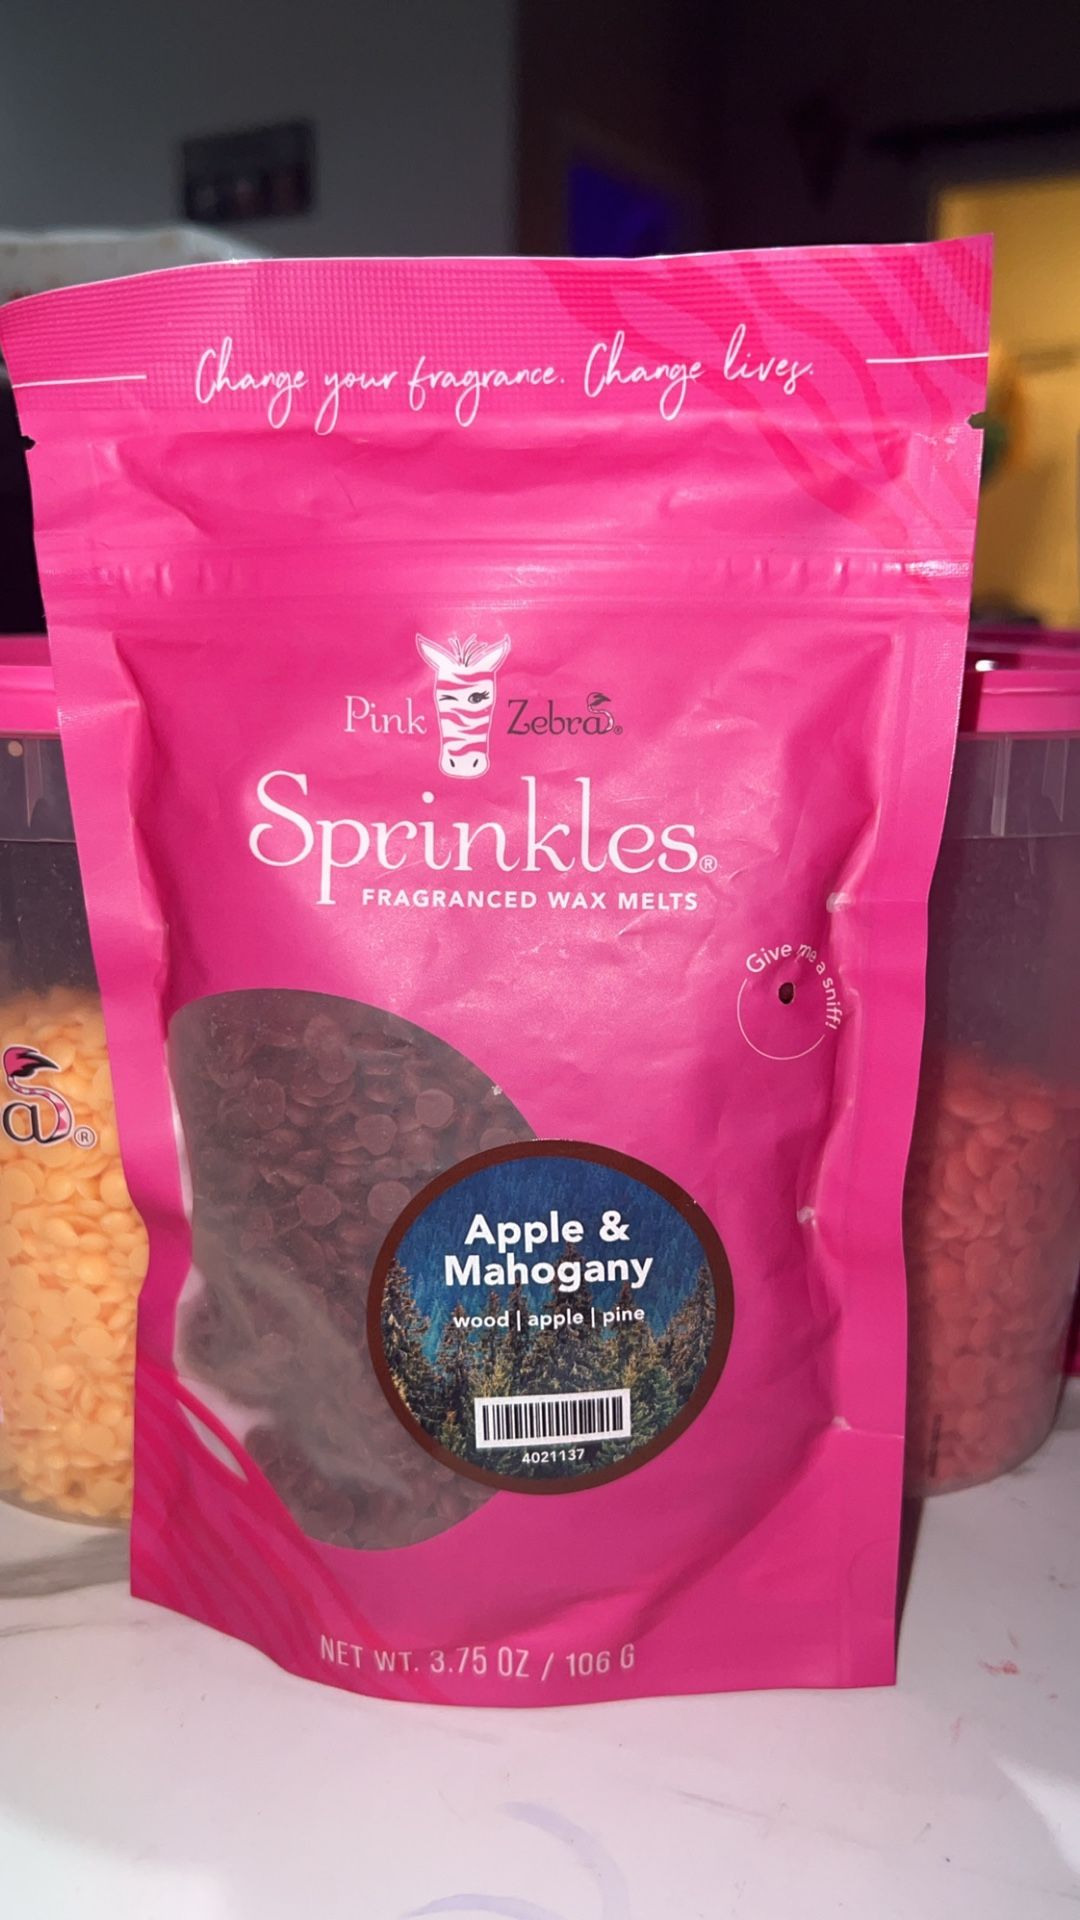 Change your fragrance. Change lives.
Pink Zebra®
Sprinkles®
FRAGRANCED WAX MELTS
Give me a sniff!
a®
Apple &
Mahogany
wood | apple | pine
4021137
NET WT. 3.75 OZ / 106 G